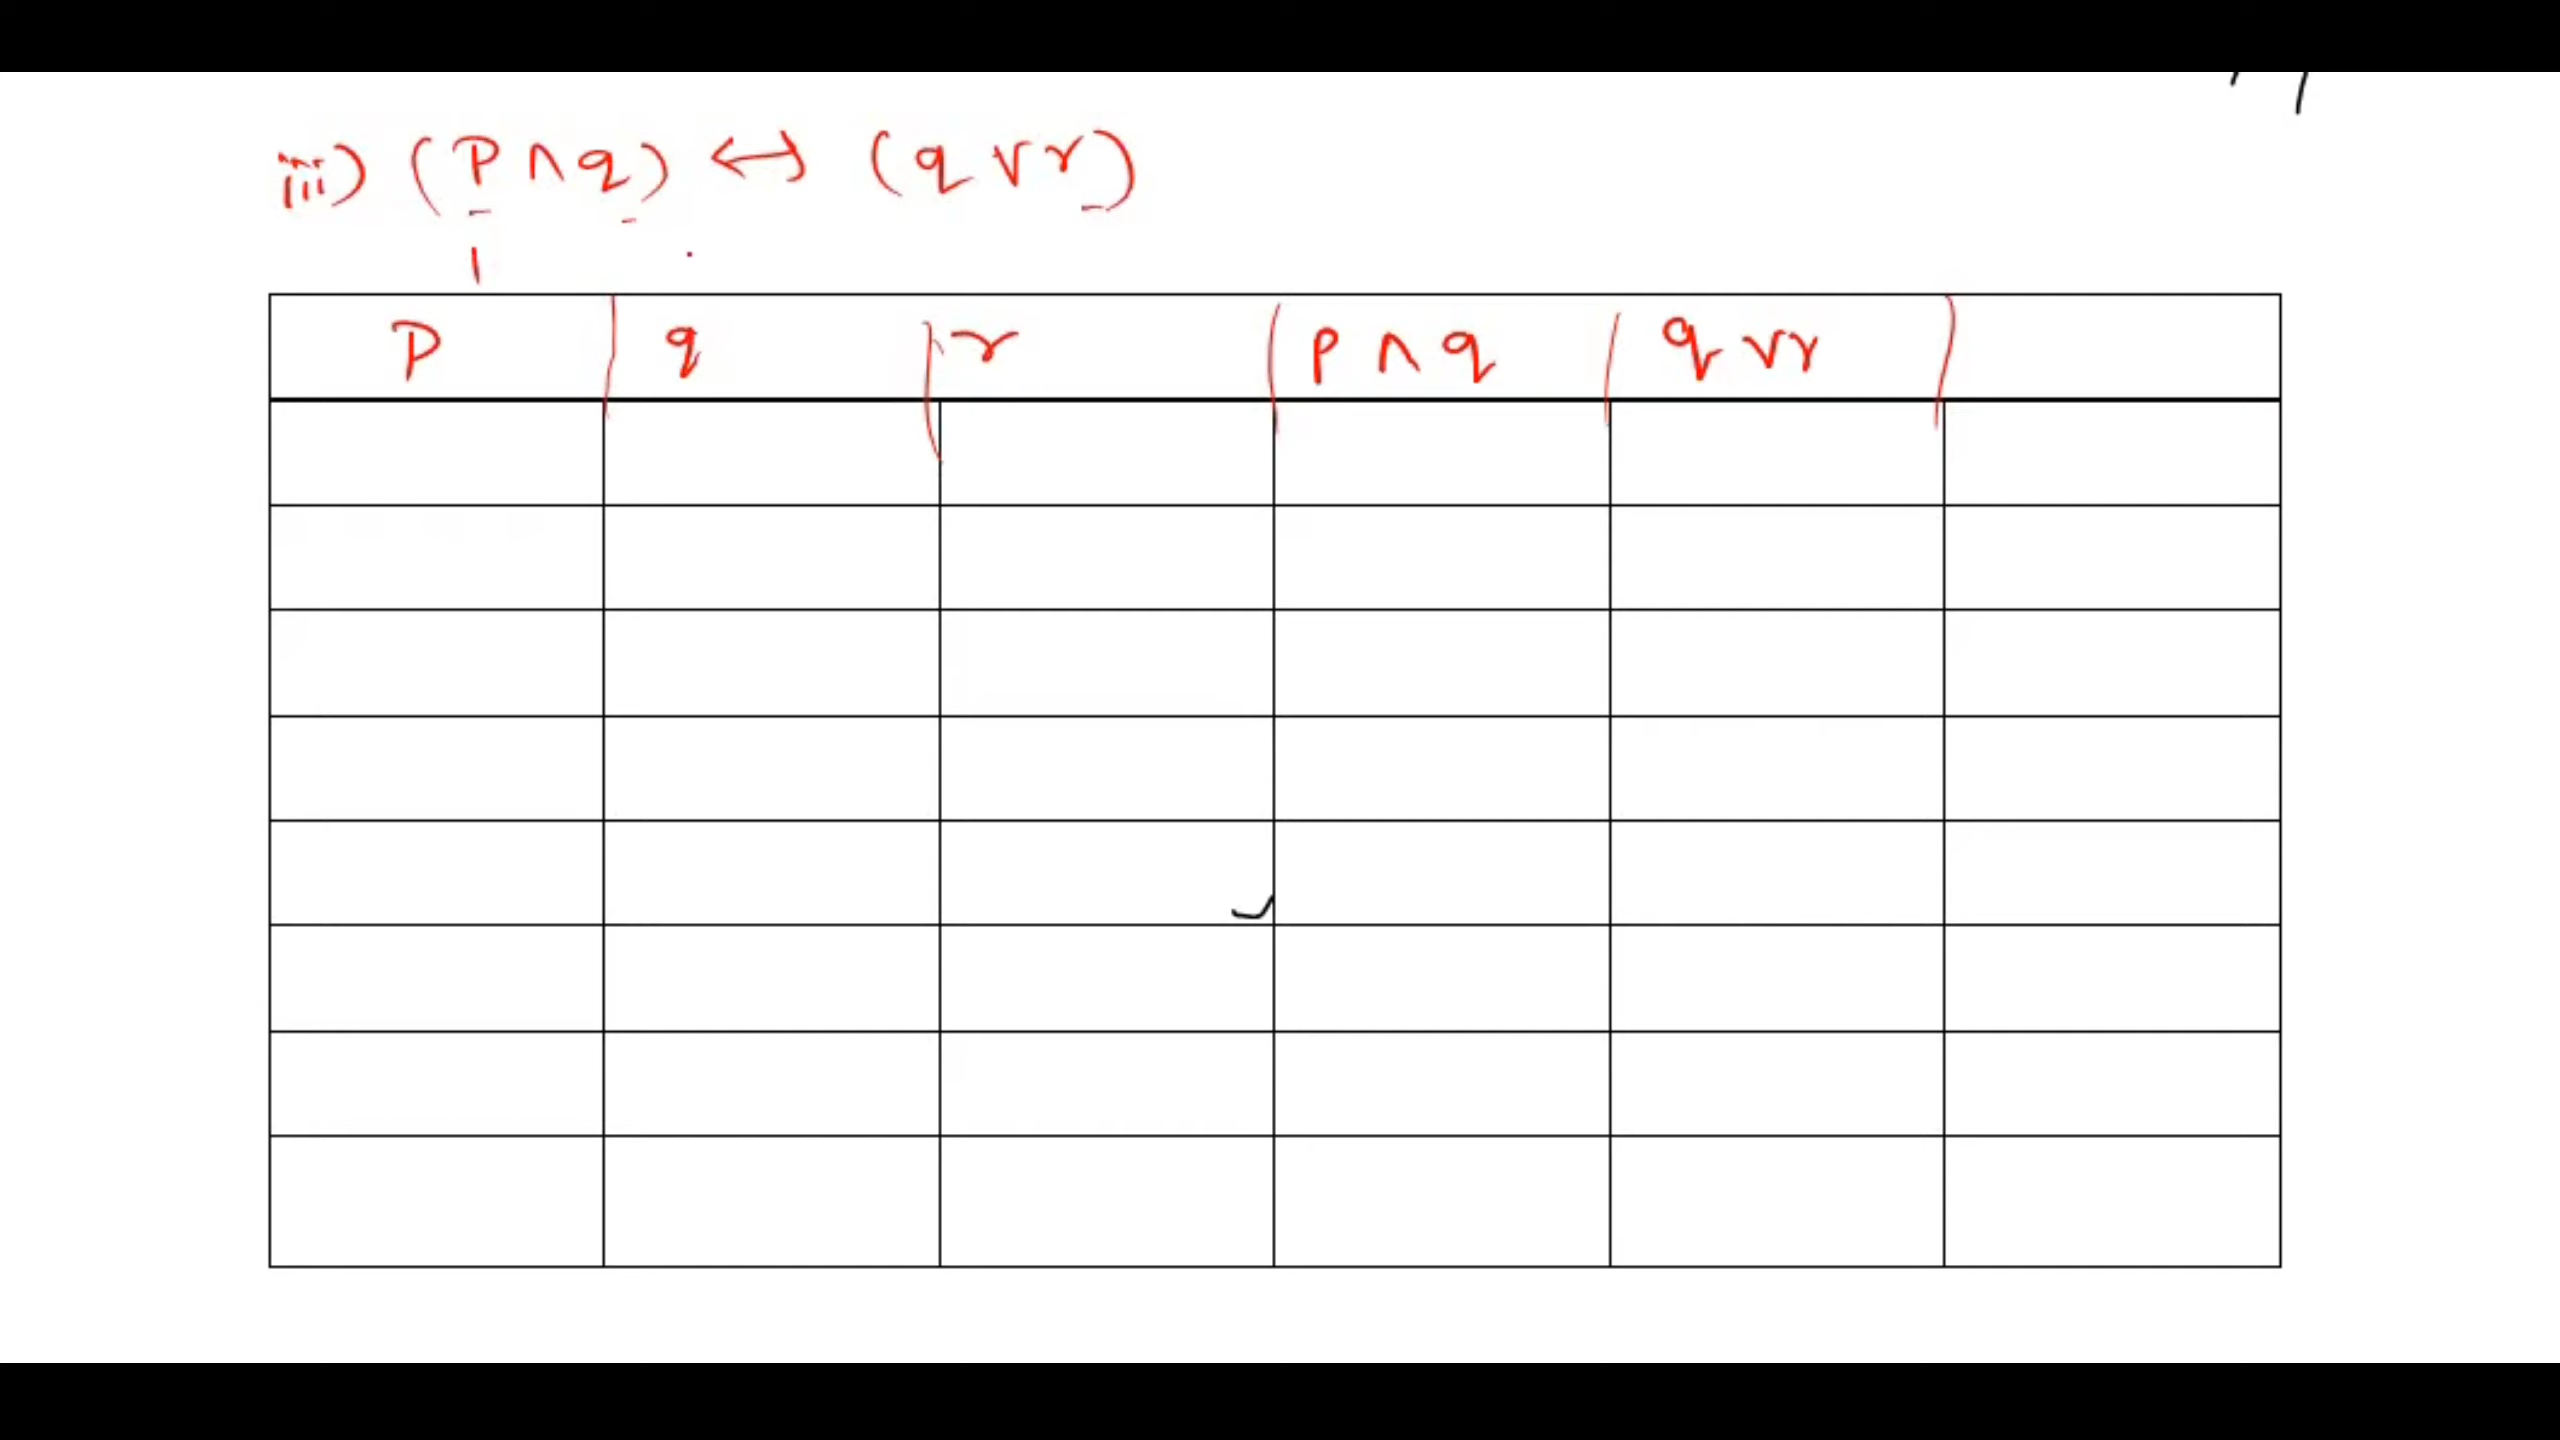 iii) (p ∧ q) ↔ (q ∨ r)
p q r p ∧ q q ∨ r